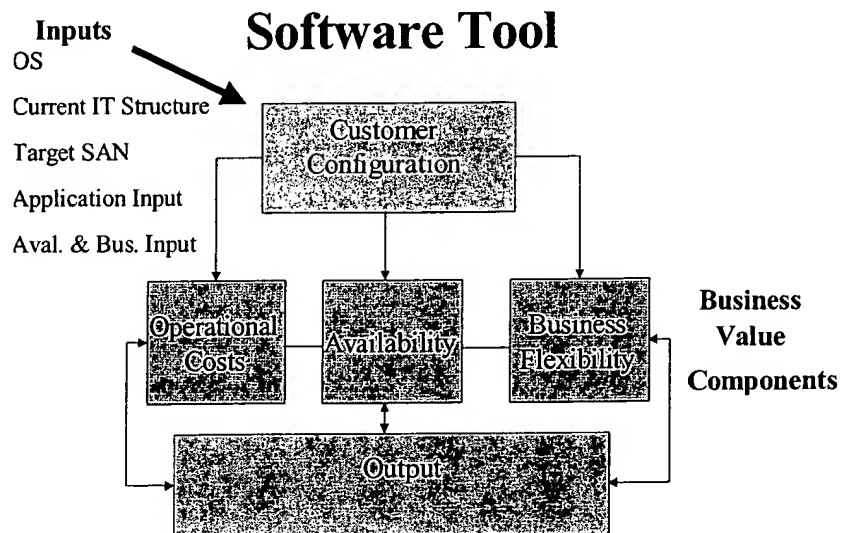 Software Tool
Inputs
OS
Current IT Structure
Target SAN
Application Input
Aval. & Bus. Input
Customer
Configuration
Operational
Costs
Availability
Business
Flexibility
Business
Value
Components
Output